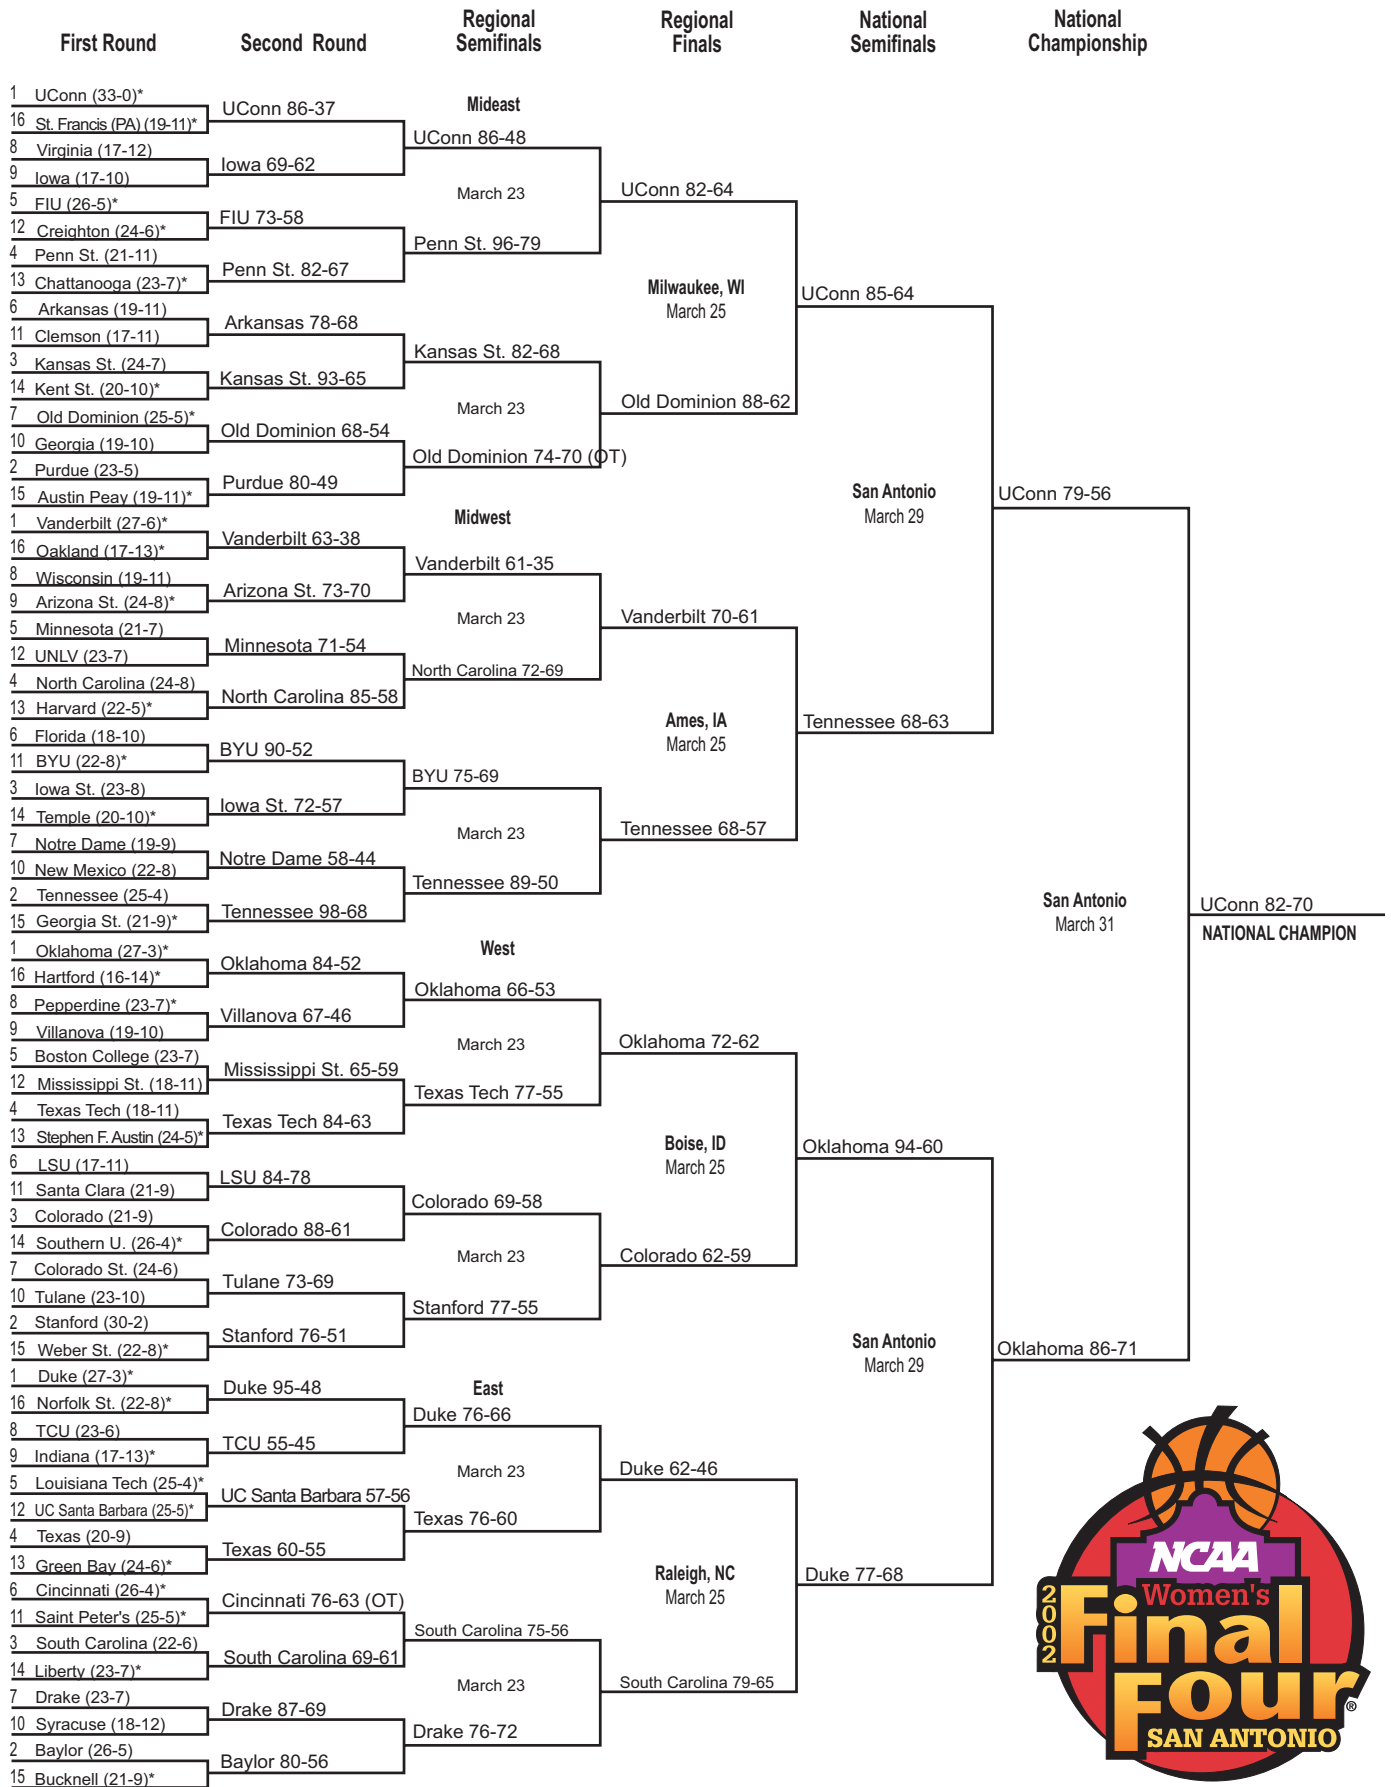 First Round
Second Round
Regional
Semifinals
Regional
Finals
National
Semifinals
National
Championship
1 UConn (33-0)*
16 St. Francis (PA) (19-11)*
8 Virginia (17-12)
9 Iowa (17-10)
5 FIU (26-5)*
12 Creighton (24-6)*
4 Penn St. (21-11)
13 Chattanooga (23-7)*
6 Arkansas (19-11)
11 Clemson (17-11)
3 Kansas St. (24-7)
14 Kent St. (20-10)*
7 Old Dominion (25-5)*
10 Georgia (19-10)
2 Purdue (23-5)
15 Austin Peay (19-11)*
1 Vanderbilt (27-6)*
16 Oakland (17-13)*
8 Wisconsin (19-11)
9 Arizona St. (24-8)*
5 Minnesota (21-7)
12 UNLV (23-7)
4 North Carolina (24-8)
13 Harvard (22-5)*
6 Florida (18-10)
11 BYU (22-8)*
3 Iowa St. (23-8)
14 Temple (20-10)*
7 Notre Dame (19-9)
10 New Mexico (22-8)
2 Tennessee (25-4)
15 Georgia St. (21-9)*
1 Oklahoma (27-3)*
16 Hartford (16-14)*
8 Pepperdine (23-7)*
9 Villanova (19-10)
5 Boston College (23-7)
12 Mississippi St. (18-11)
4 Texas Tech (18-11)
13 Stephen F. Austin (24-5)*
6 LSU (17-11)
11 Santa Clara (21-9)
3 Colorado (21-9)
14 Southern U. (26-4)*
7 Colorado St. (24-6)
10 Tulane (23-10)
2 Stanford (30-2)
15 Weber St. (22-8)*
1 Duke (27-3)*
16 Norfolk St. (22-8)*
8 TCU (23-6)
9 Indiana (17-13)*
5 Louisiana Tech (25-4)*
12 UC Santa Barbara (25-5)*
4 Texas (20-9)
13 Green Bay (24-6)*
6 Cincinnati (26-4)*
11 Saint Peter's (25-5)*
3 South Carolina (22-6)
14 Liberty (23-7)*
7 Drake (23-7)
10 Syracuse (18-12)
2 Baylor (26-5)
15 Bucknell (21-9)*
UConn 86-37
Iowa 69-62
FIU 73-58
Penn St. 82-67
Arkansas 78-68
Kansas St. 93-65
Old Dominion 68-54
Purdue 80-49
Vanderbilt 63-38
Arizona St. 73-70
Minnesota 71-54
North Carolina 85-58
BYU 90-52
Iowa St. 72-57
Notre Dame 58-44
Tennessee 98-68
Oklahoma 84-52
Villanova 67-46
Mississippi St. 65-59
Texas Tech 84-63
LSU 84-78
Colorado 88-61
Tulane 73-69
Stanford 76-51
Duke 95-48
TCU 55-45
UC Santa Barbara 57-56
Texas 60-55
Cincinnati 76-63 (OT)
South Carolina 69-61
Drake 87-69
Baylor 80-56
Mideast
UConn 86-48
March 23
Penn St. 96-79
Kansas St. 82-68
March 23
Old Dominion 74-70 (OT)
Midwest
Vanderbilt 61-35
March 23
North Carolina 72-69
BYU 75-69
March 23
Tennessee 89-50
West
Oklahoma 66-53
March 23
Texas Tech 77-55
Colorado 69-58
March 23
Stanford 77-55
East
Duke 76-66
March 23
Texas 76-60
South Carolina 75-56
March 23
Drake 76-72
UConn 82-64
Milwaukee, WI
March 25
Old Dominion 88-62
Vanderbilt 70-61
Ames, IA
March 25
Tennessee 68-57
Oklahoma 72-62
Boise, ID
March 25
Colorado 62-59
Duke 62-46
Raleigh, NC
March 25
South Carolina 79-65
UConn 85-64
San Antonio
March 29
Tennessee 68-63
Oklahoma 94-60
San Antonio
March 29
Duke 77-68
UConn 79-56
San Antonio
March 31
Oklahoma 86-71
UConn 82-70
NATIONAL CHAMPION
NCAA
Women's
2002
Final
Four®
SAN ANTONIO